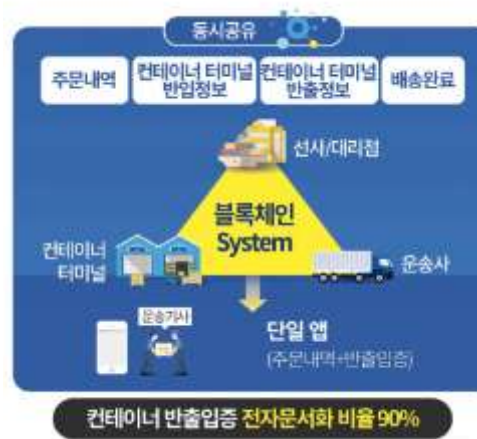 동시공유
주문내역
컨테이너 터미널
반입정보
컨테이너 터미널
반출정보
배송완료
선사/대리점
블록체인
System
컨테이너
터미널
운송사
운송기사
단일 앱
(주문내역+반출입증)
컨테이너 반출입증 전자문서화 비율 90%